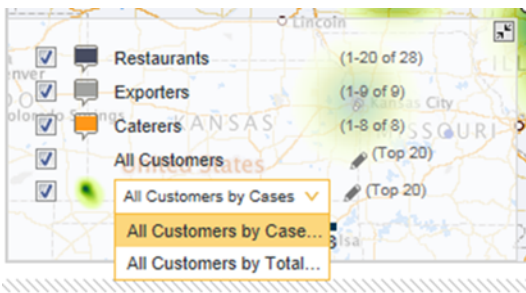 Lincoln
Restaurants (1-20 of 28)
Exporters (1-9 of 9)
Kansas City
Caterers (1-8 of 8)
KANSAS
All Customers (Top 20)
United States
All Customers by Cases (Top 20)
All Customers by Case...
All Customers by Total...